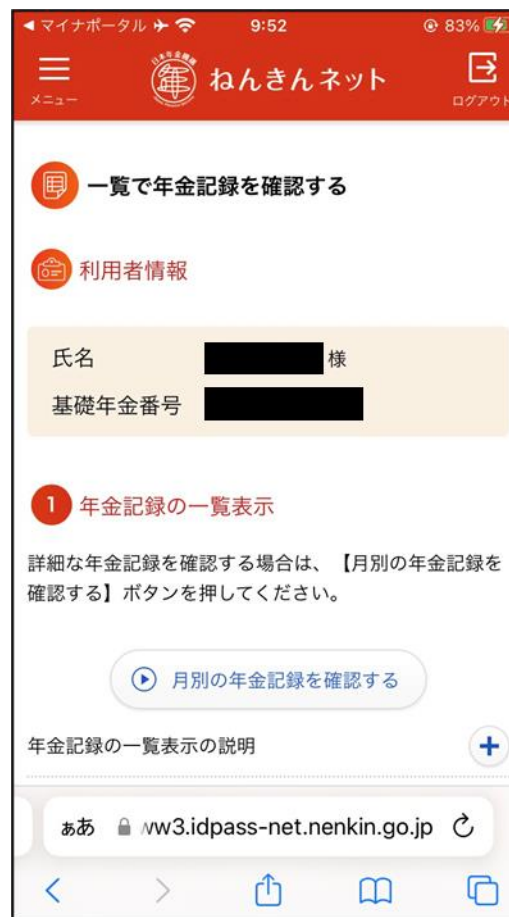 ◀ マイナポータル 9:52 83%
メニュー
ねんきんネット
ログアウト
一覧で年金記録を確認する
利用者情報
氏名 様
基礎年金番号
1 年金記録の一覧表示
詳細な年金記録を確認する場合は、【月別の年金記録を
確認する】ボタンを押してください。
月別の年金記録を確認する
年金記録の一覧表示の説明
ぁあ ww3.idpass-net.nenkin.go.jp